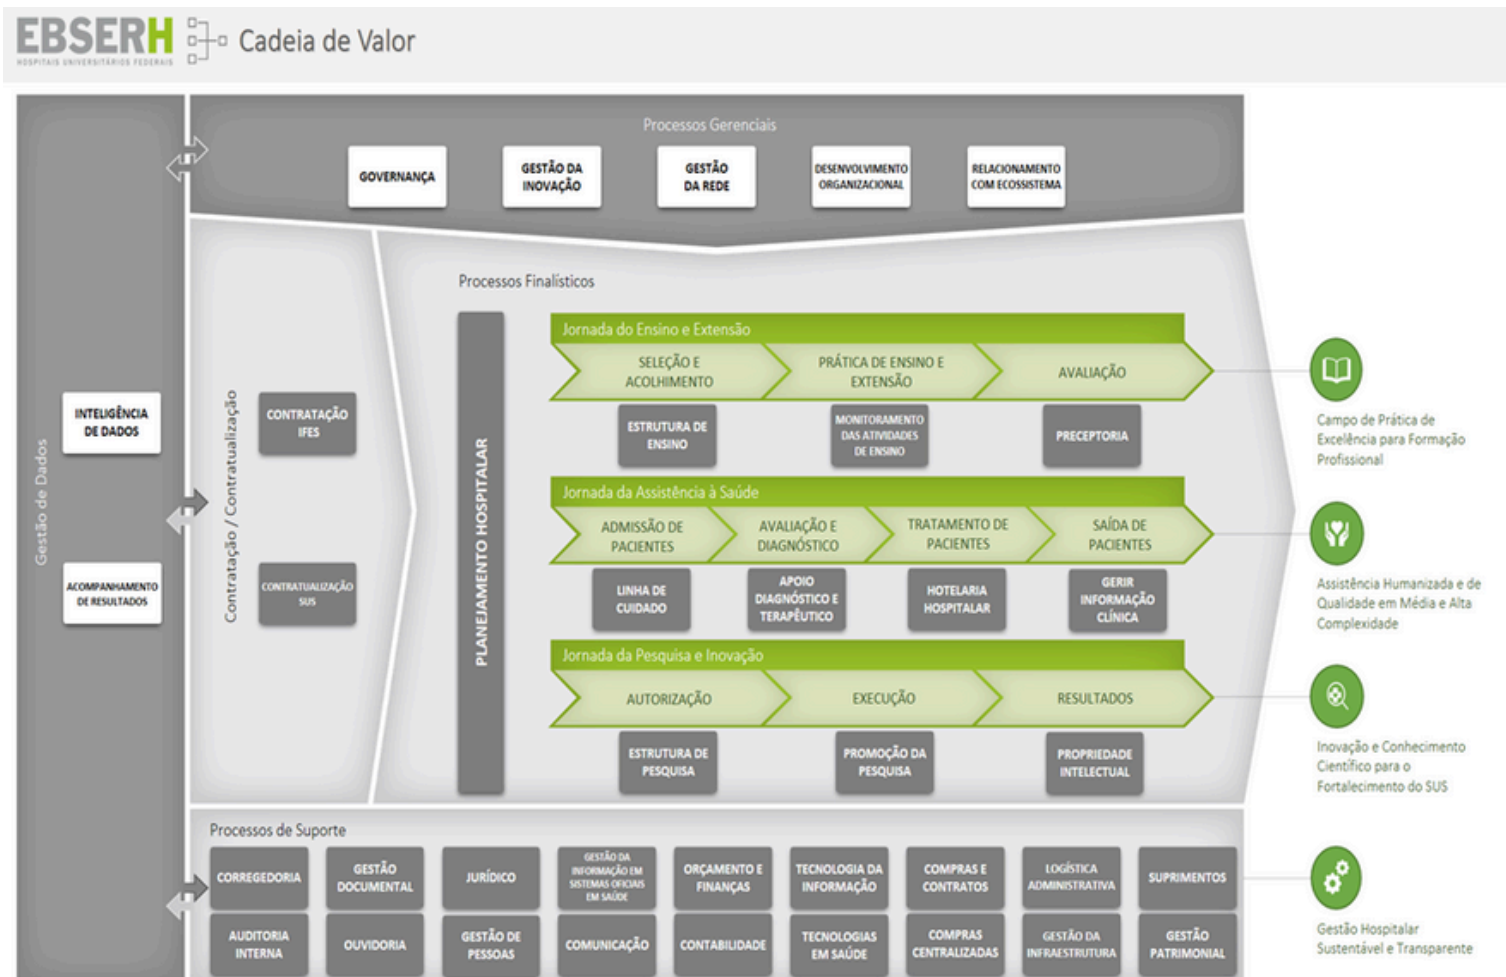 EBSERH
HOSPITAIS UNIVERSITÁRIOS FEDERAIS
Cadeia de Valor
Gestão de Dados
INTELIGÊNCIA
DE DADOS
ACOMPANHAMENTO
DE RESULTADOS
Processos Gerenciais
GOVERNANÇA
GESTÃO DA
INOVAÇÃO
GESTÃO
DA REDE
DESENVOLVIMENTO
ORGANIZACIONAL
RELACIONAMENTO
COM ECOSSISTEMA
Contratação / Contratualização
CONTRATAÇÃO
IFES
CONTRATUALIZAÇÃO
SUS
Processos Finalísticos
PLANEJAMENTO HOSPITALAR
Jornada do Ensino e Extensão
SELEÇÃO E
ACOLHIMENTO
PRÁTICA DE ENSINO E
EXTENSÃO
AVALIAÇÃO
ESTRUTURA DE
ENSINO
MONITORAMENTO
DAS ATIVIDADES
DE ENSINO
PRECEPTORIA
Jornada da Assistência à Saúde
ADMISSÃO DE
PACIENTES
AVALIAÇÃO E
DIAGNÓSTICO
TRATAMENTO DE
PACIENTES
SAÍDA DE
PACIENTES
LINHA DE
CUIDADO
APOIO
DIAGNÓSTICO E
TERAPÊUTICO
HOTELARIA
HOSPITALAR
GERIR
INFORMAÇÃO
CLÍNICA
Jornada da Pesquisa e Inovação
AUTORIZAÇÃO
EXECUÇÃO
RESULTADOS
ESTRUTURA DE
PESQUISA
PROMOÇÃO DA
PESQUISA
PROPRIEDADE
INTELECTUAL
Campo de Prática de
Excelência para Formação
Profissional
Assistência Humanizada e de
Qualidade em Média e Alta
Complexidade
Inovação e Conhecimento
Científico para o
Fortalecimento do SUS
Processos de Suporte
CORREGEDORIA
GESTÃO
DOCUMENTAL
JURÍDICO
GESTÃO DA
INFORMAÇÃO EM
SISTEMAS OFICIAIS
EM SAÚDE
ORÇAMENTO E
FINANÇAS
TECNOLOGIA DA
INFORMAÇÃO
COMPRAS E
CONTRATOS
LOGÍSTICA
ADMINISTRATIVA
SUPRIMENTOS
AUDITORIA
INTERNA
OUVIDORIA
GESTÃO DE
PESSOAS
COMUNICAÇÃO
CONTABILIDADE
TECNOLOGIAS
EM SAÚDE
COMPRAS
CENTRALIZADAS
GESTÃO DA
INFRAESTRUTURA
GESTÃO
PATRIMONIAL
Gestão Hospitalar
Sustentável e Transparente